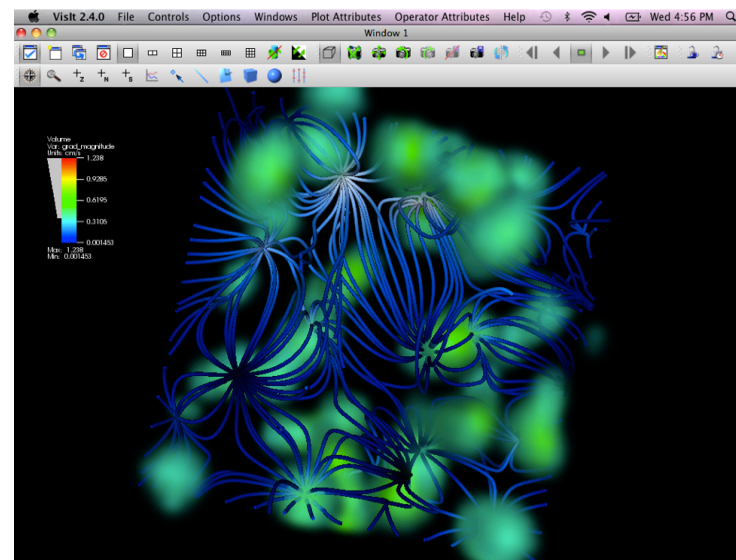 VisIt 2.4.0 File Controls Options Windows Plot Attributes Operator Attributes Help Wed 4:56 PM
Window 1
Z N S
Volume
Var: grad_magnitude
Units: cm/s
1.238
0.9285
0.6195
0.3105
0.001453
Max: 1.238
Min: 0.001453